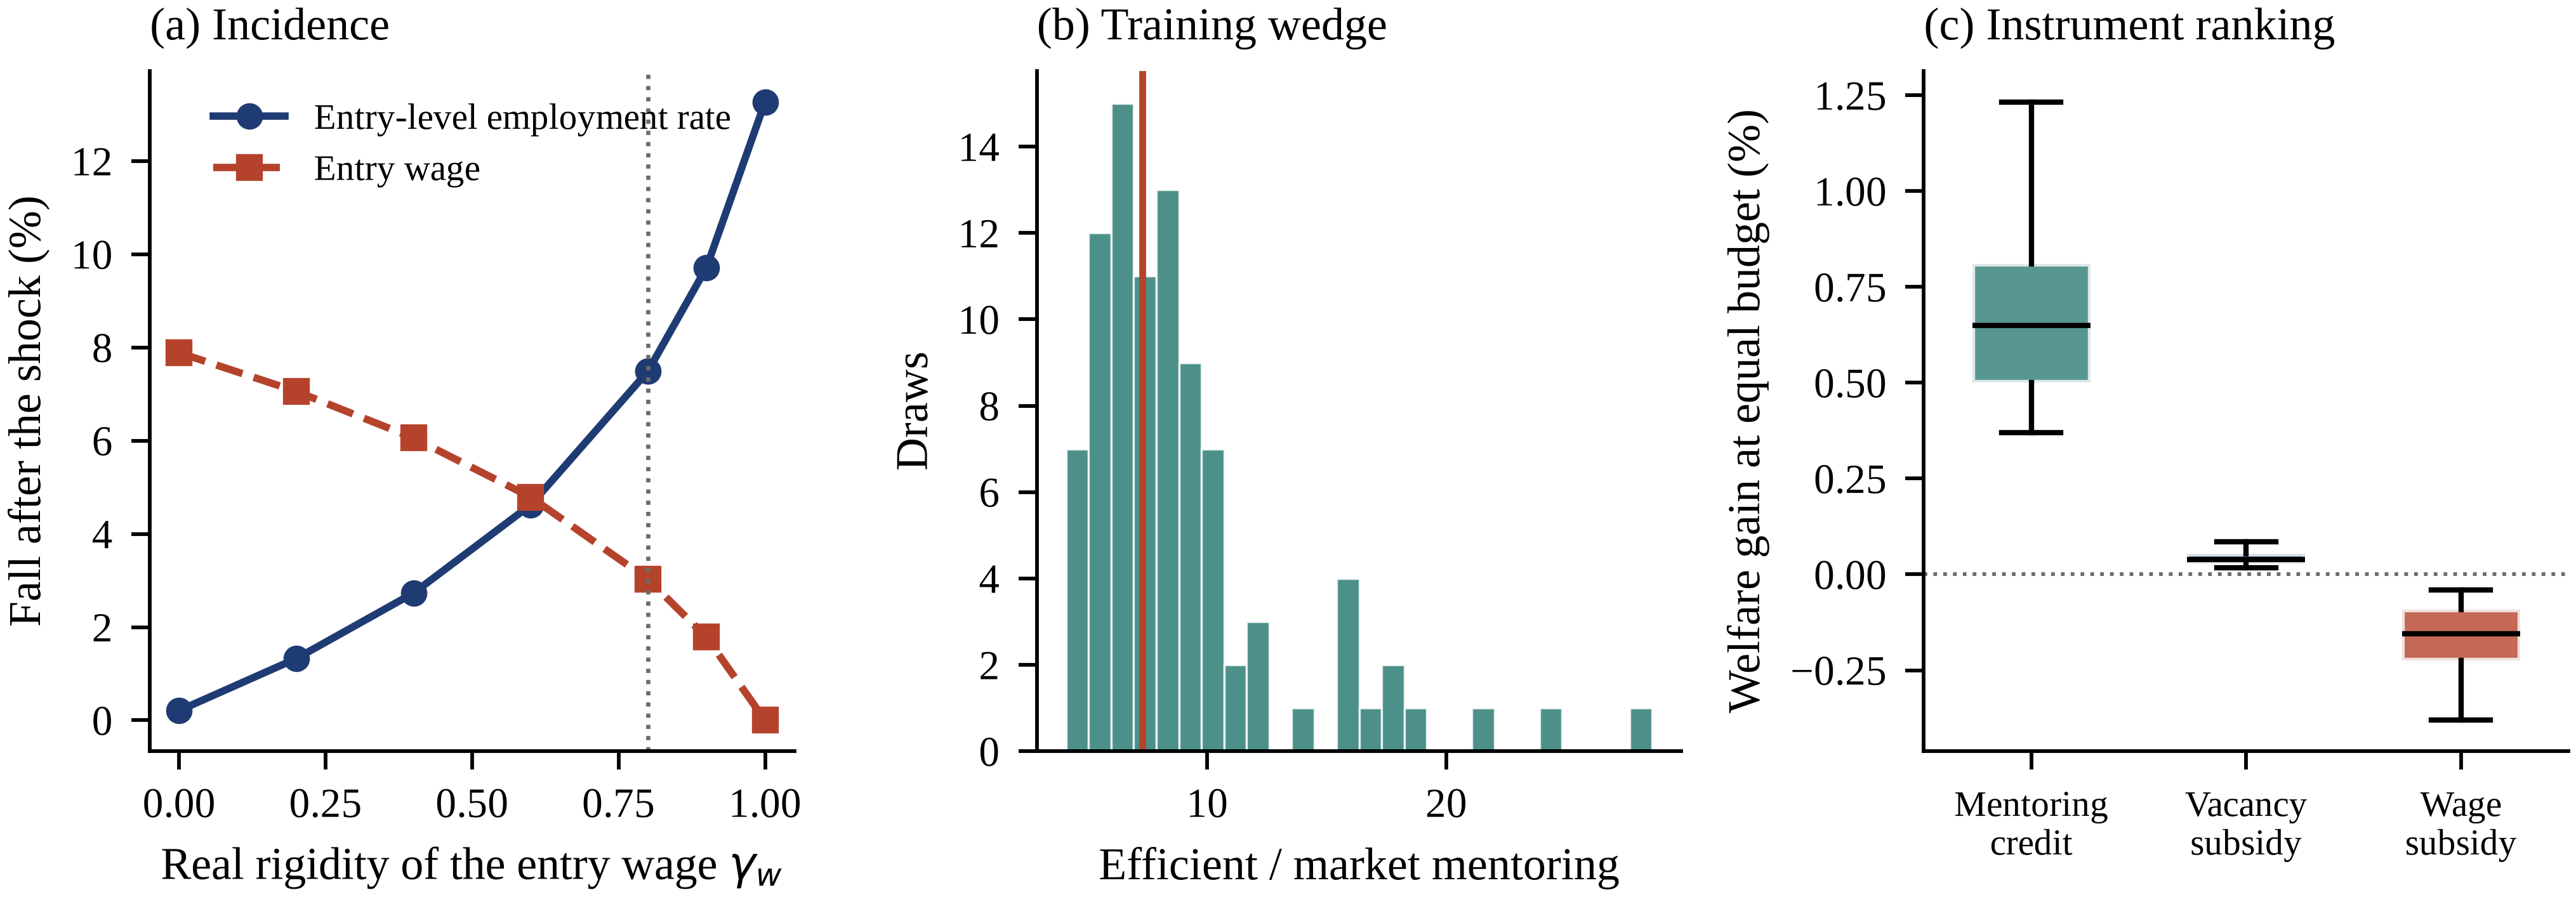 (a) Incidence
Fall after the shock (%)
12
10
8
6
4
2
0
Entry-level employment rate
Entry wage
0.00 0.25 0.50 0.75 1.00
Real rigidity of the entry wage γw
(b) Training wedge
Draws
14
12
10
8
6
4
2
0
10 20
Efficient / market mentoring
(c) Instrument ranking
Welfare gain at equal budget (%)
1.25
1.00
0.75
0.50
0.25
0.00
−0.25
Mentoring
credit
Vacancy
subsidy
Wage
subsidy